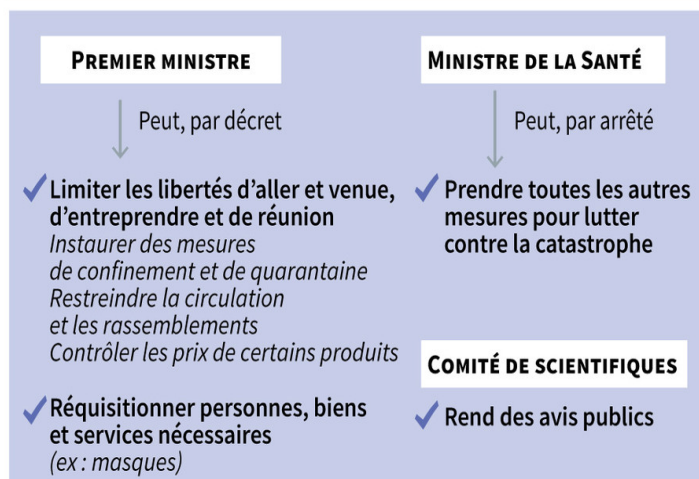 PREMIER MINISTRE
Peut, par décret
Limiter les libertés d'aller et venue,
d'entreprendre et de réunion
Instaurer des mesures
de confinement et de quarantaine
Restreindre la circulation
et les rassemblements
Contrôler les prix de certains produits
Réquisitionner personnes, biens
et services nécessaires
(ex : masques)
MINISTRE DE LA SANTÉ
Peut, par arrêté
Prendre toutes les autres
mesures pour lutter
contre la catastrophe
COMITÉ DE SCIENTIFIQUES
Rend des avis publics